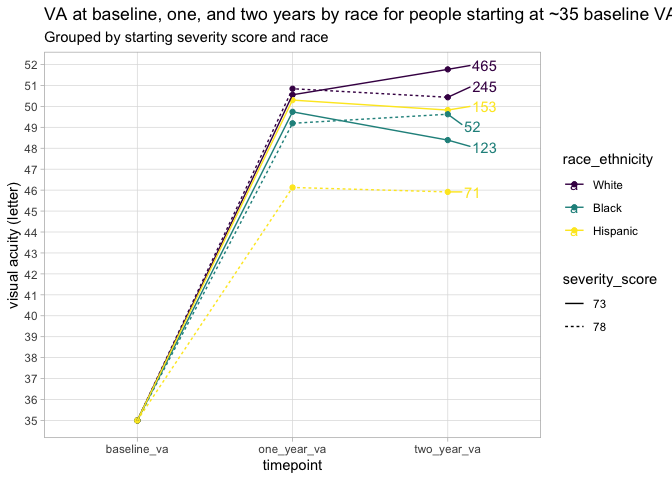 VA at baseline, one, and two years by race for people starting at ~35 baseline VA
Grouped by starting severity score and race
52
51
50
49
48
47
46
45
44
43
42
41
40
39
38
37
36
35
visual acuity (letter)
465
245
153
52
123
71
baseline_va
one_year_va
two_year_va
timepoint
race_ethnicity
a White
a Black
a Hispanic
severity_score
73
78